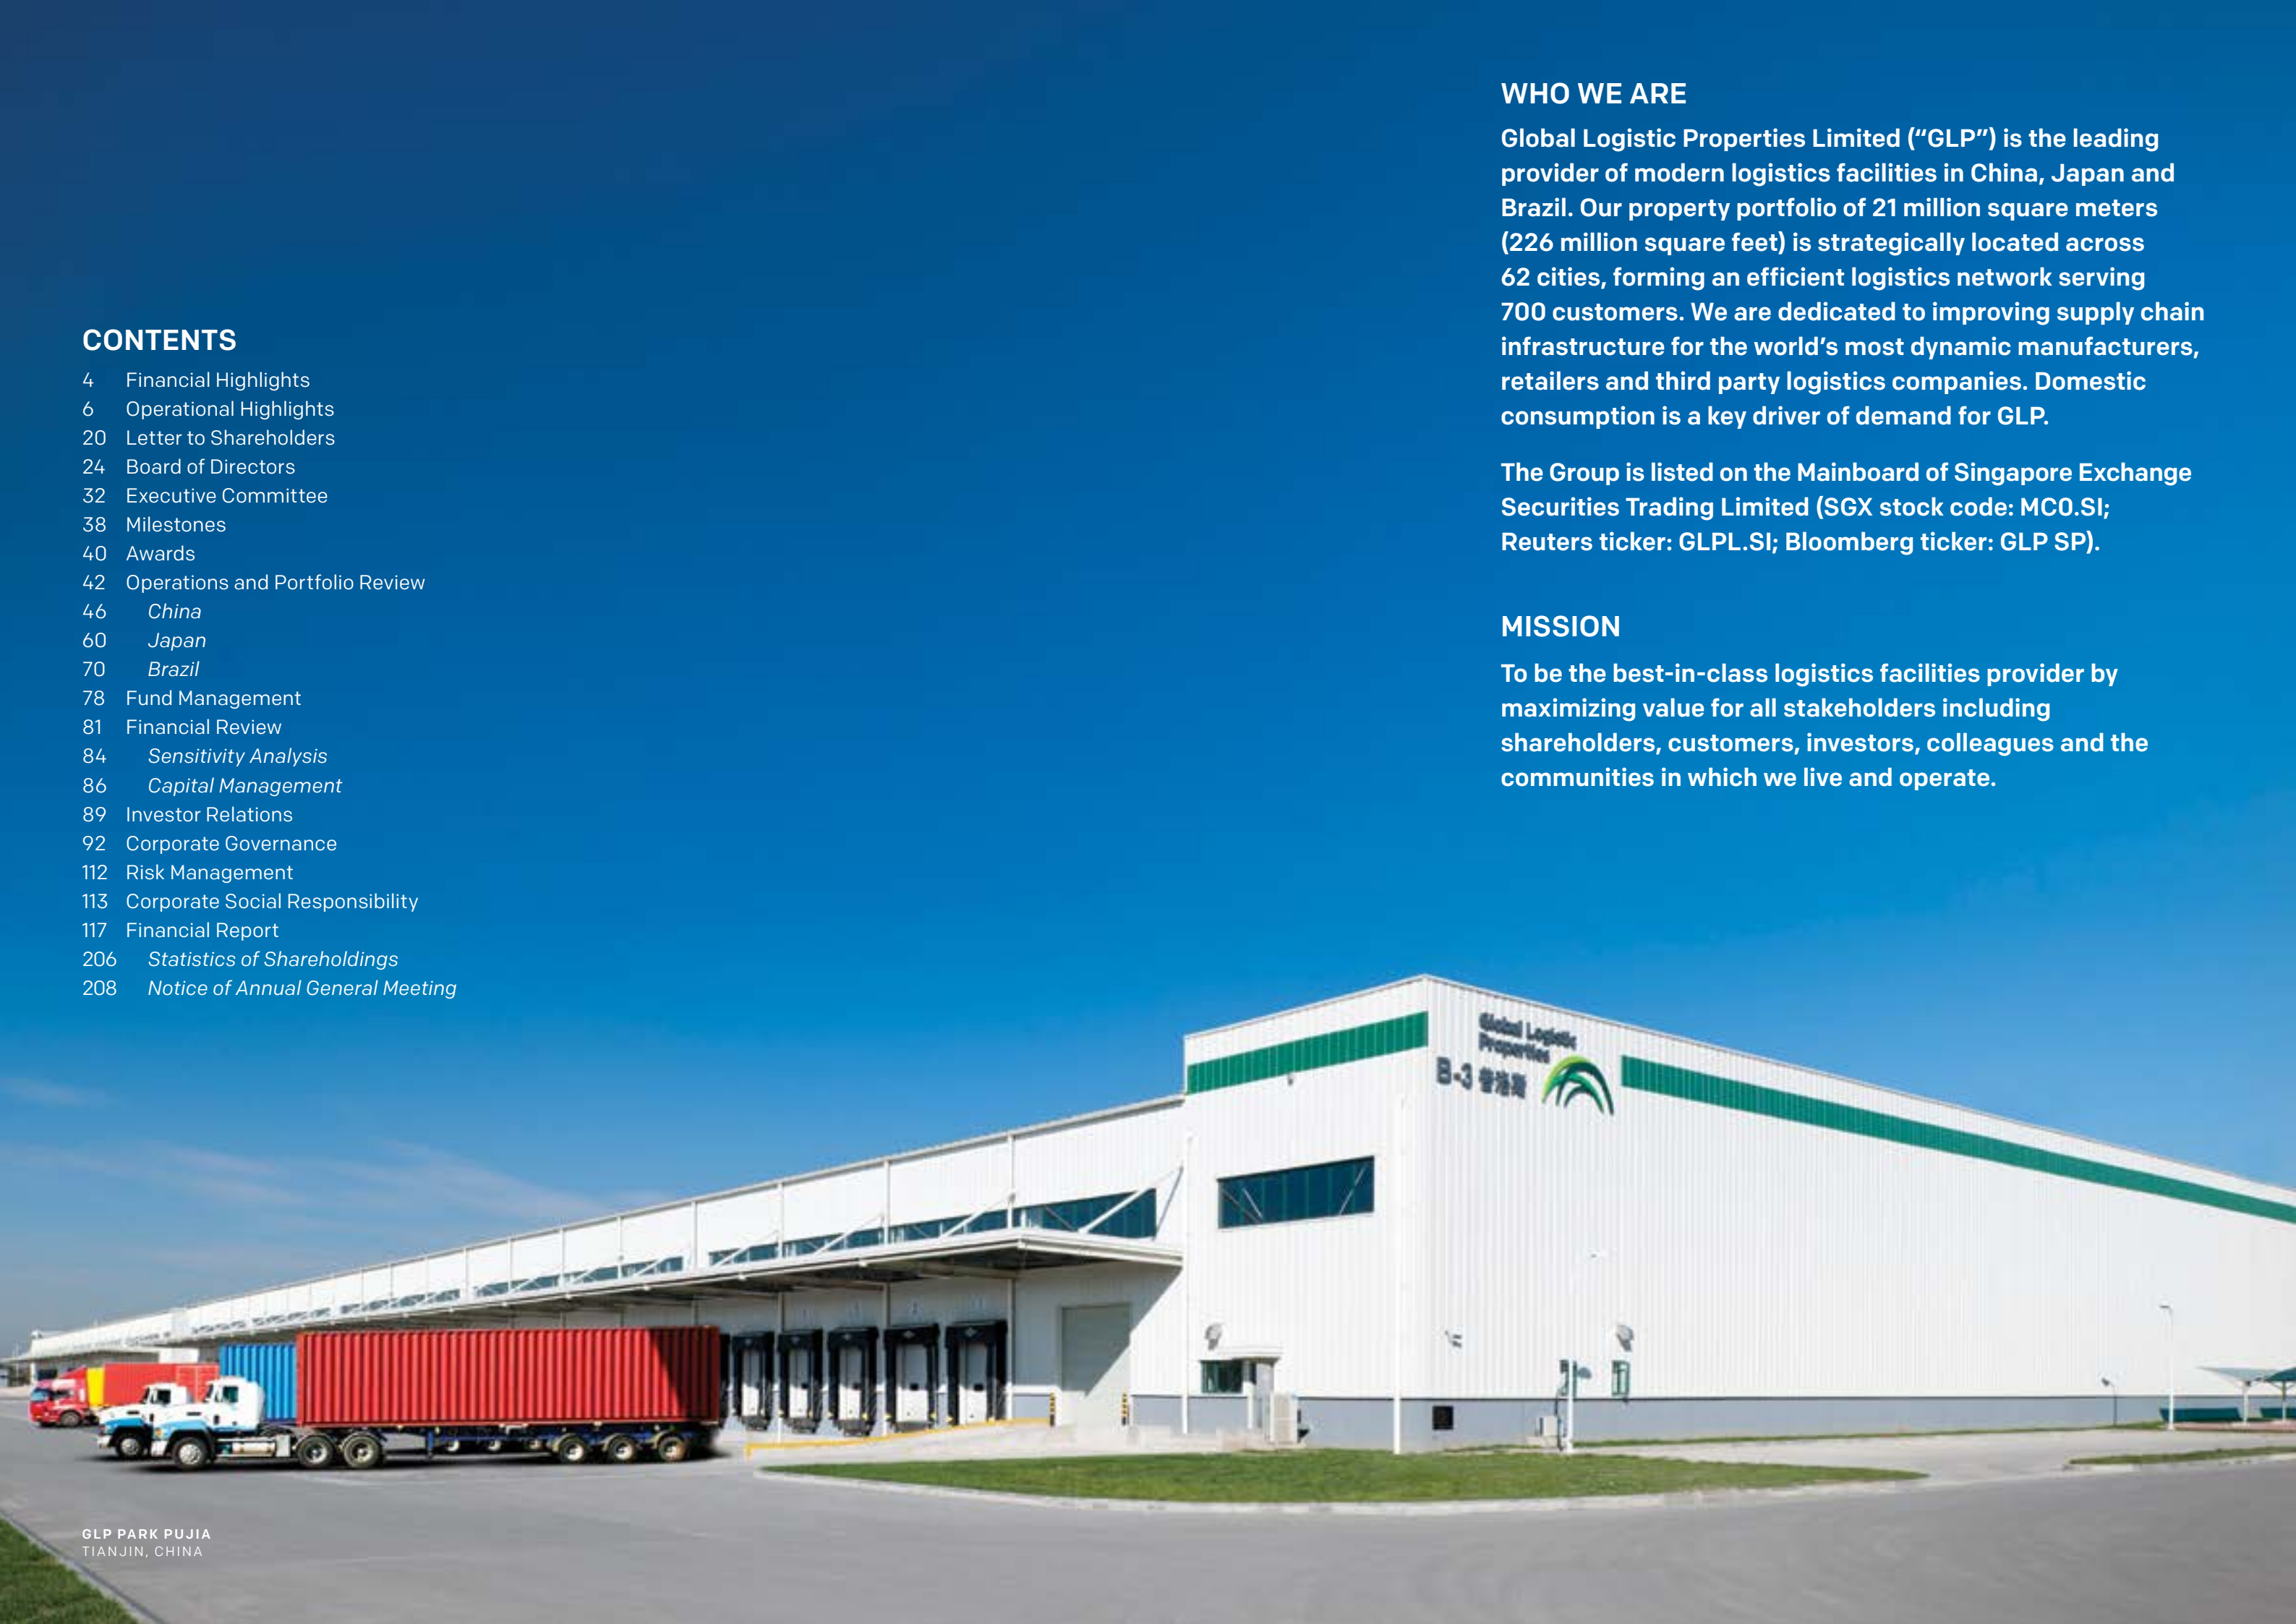 CONTENTS
4 Financial Highlights
6 Operational Highlights
20 Letter to Shareholders
24 Board of Directors
32 Executive Committee
38 Milestones
40 Awards
42 Operations and Portfolio Review
46 China
60 Japan
70 Brazil
78 Fund Management
81 Financial Review
84 Sensitivity Analysis
86 Capital Management
89 Investor Relations
92 Corporate Governance
112 Risk Management
113 Corporate Social Responsibility
117 Financial Report
206 Statistics of Shareholdings
208 Notice of Annual General Meeting
WHO WE ARE
Global Logistic Properties Limited (“GLP”) is the leading
provider of modern logistics facilities in China, Japan and
Brazil. Our property portfolio of 21 million square meters
(226 million square feet) is strategically located across
62 cities, forming an efficient logistics network serving
700 customers. We are dedicated to improving supply chain
infrastructure for the world’s most dynamic manufacturers,
retailers and third party logistics companies. Domestic
consumption is a key driver of demand for GLP.
The Group is listed on the Mainboard of Singapore Exchange
Securities Trading Limited (SGX stock code: MC0.SI;
Reuters ticker: GLPL.SI; Bloomberg ticker: GLP SP).
MISSION
To be the best-in-class logistics facilities provider by
maximizing value for all stakeholders including
shareholders, customers, investors, colleagues and the
communities in which we live and operate.
Global Logistic
Properties
B-3 普洛斯
GLP PARK PUJIA
TIANJIN, CHINA